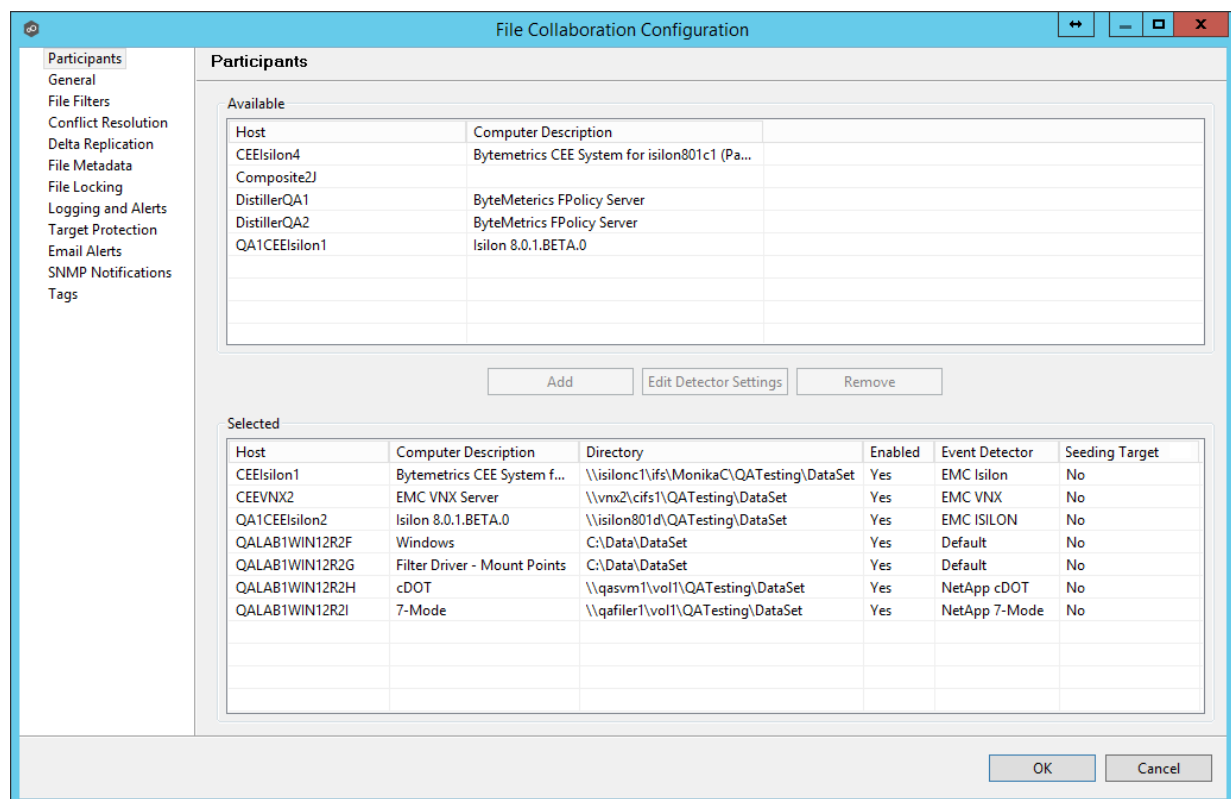 File Collaboration Configuration
Participants
General
File Filters
Conflict Resolution
Delta Replication
File Metadata
File Locking
Logging and Alerts
Target Protection
Email Alerts
SNMP Notifications
Tags
Participants
Available
Host Computer Description
CEEIsilon4 Bytemetrics CEE System for isilon801c1 (Pa...
Composite2J
DistillerQA1 ByteMeterics FPolicy Server
DistillerQA2 ByteMetrics FPolicy Server
QA1CEEIsilon1 Isilon 8.0.1.BETA.0
Add Edit Detector Settings Remove
Selected
Host Computer Description Directory Enabled Event Detector Seeding Target
CEEIsilon1 Bytemetrics CEE System f... \\isilonc1\ifs\MonikaC\QATesting\DataSet Yes EMC Isilon No
CEEVNX2 EMC VNX Server \\vnx2\cifs1\QATesting\DataSet Yes EMC VNX No
QA1CEEIsilon2 Isilon 8.0.1.BETA.0 \\isilon801d\QATesting\DataSet Yes EMC ISILON No
QALAB1WIN12R2F Windows C:\Data\DataSet Yes Default No
QALAB1WIN12R2G Filter Driver - Mount Points C:\Data\DataSet Yes Default No
QALAB1WIN12R2H cDOT \\qasvm1\vol1\QATesting\DataSet Yes NetApp cDOT No
QALAB1WIN12R2I 7-Mode \\qafiler1\vol1\QATesting\DataSet Yes NetApp 7-Mode No
OK Cancel